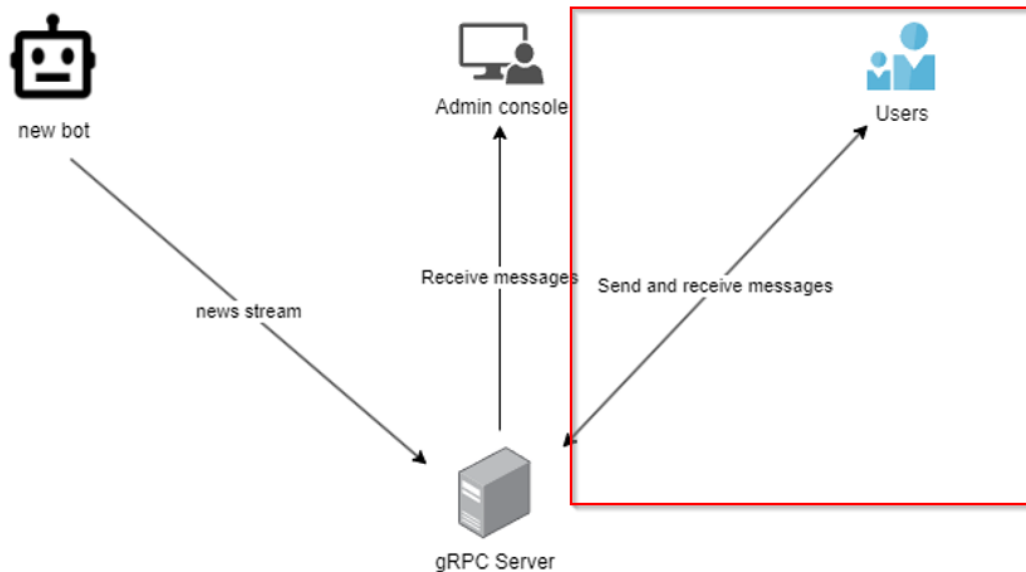 new bot
Admin console
Users
news stream
Receive messages
Send and receive messages
gRPC Server